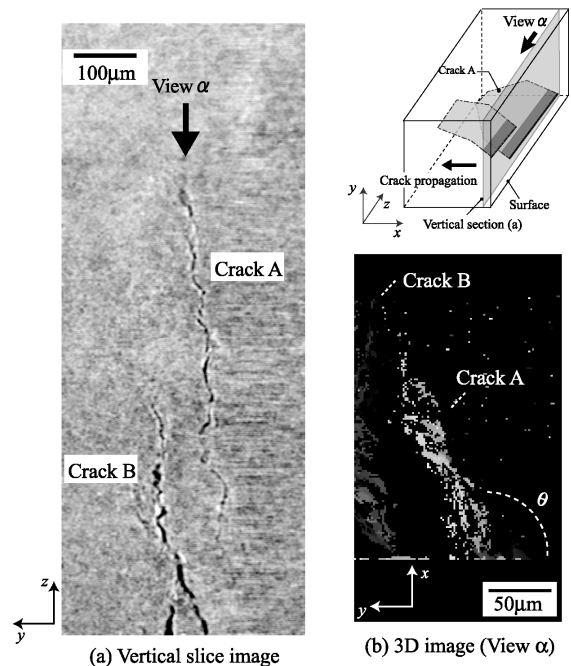 100μm
View α
Crack A
Crack B
z
y
(a) Vertical slice image
View α
Crack A
Crack propagation
y
z
x
Surface
Vertical section (a)
Crack B
Crack A
θ
x
y
50μm
(b) 3D image (View α)